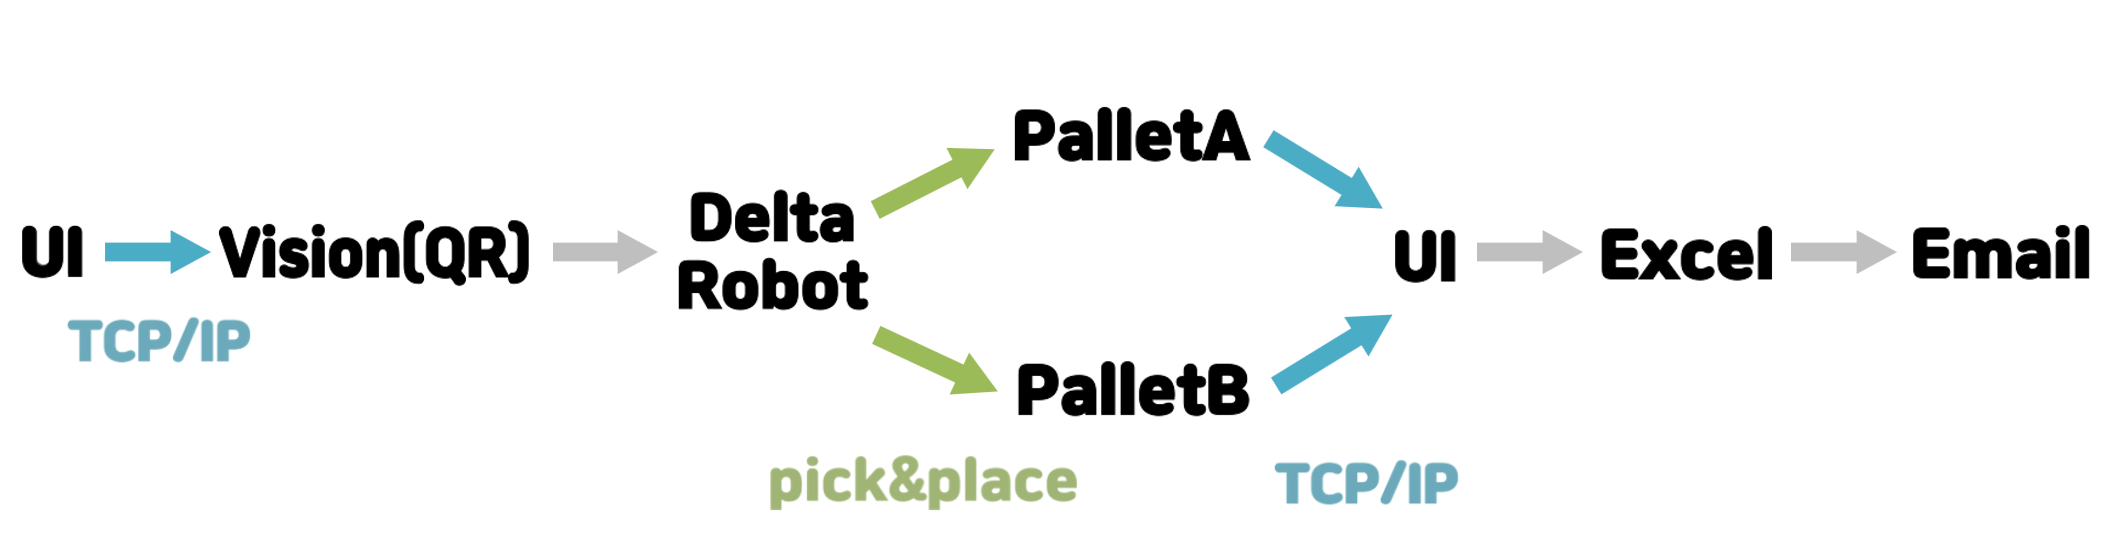 UI
Vision(QR)
TCP/IP
Delta
Robot
PalletA
PalletB
pick&place
TCP/IP
UI
Excel
Email